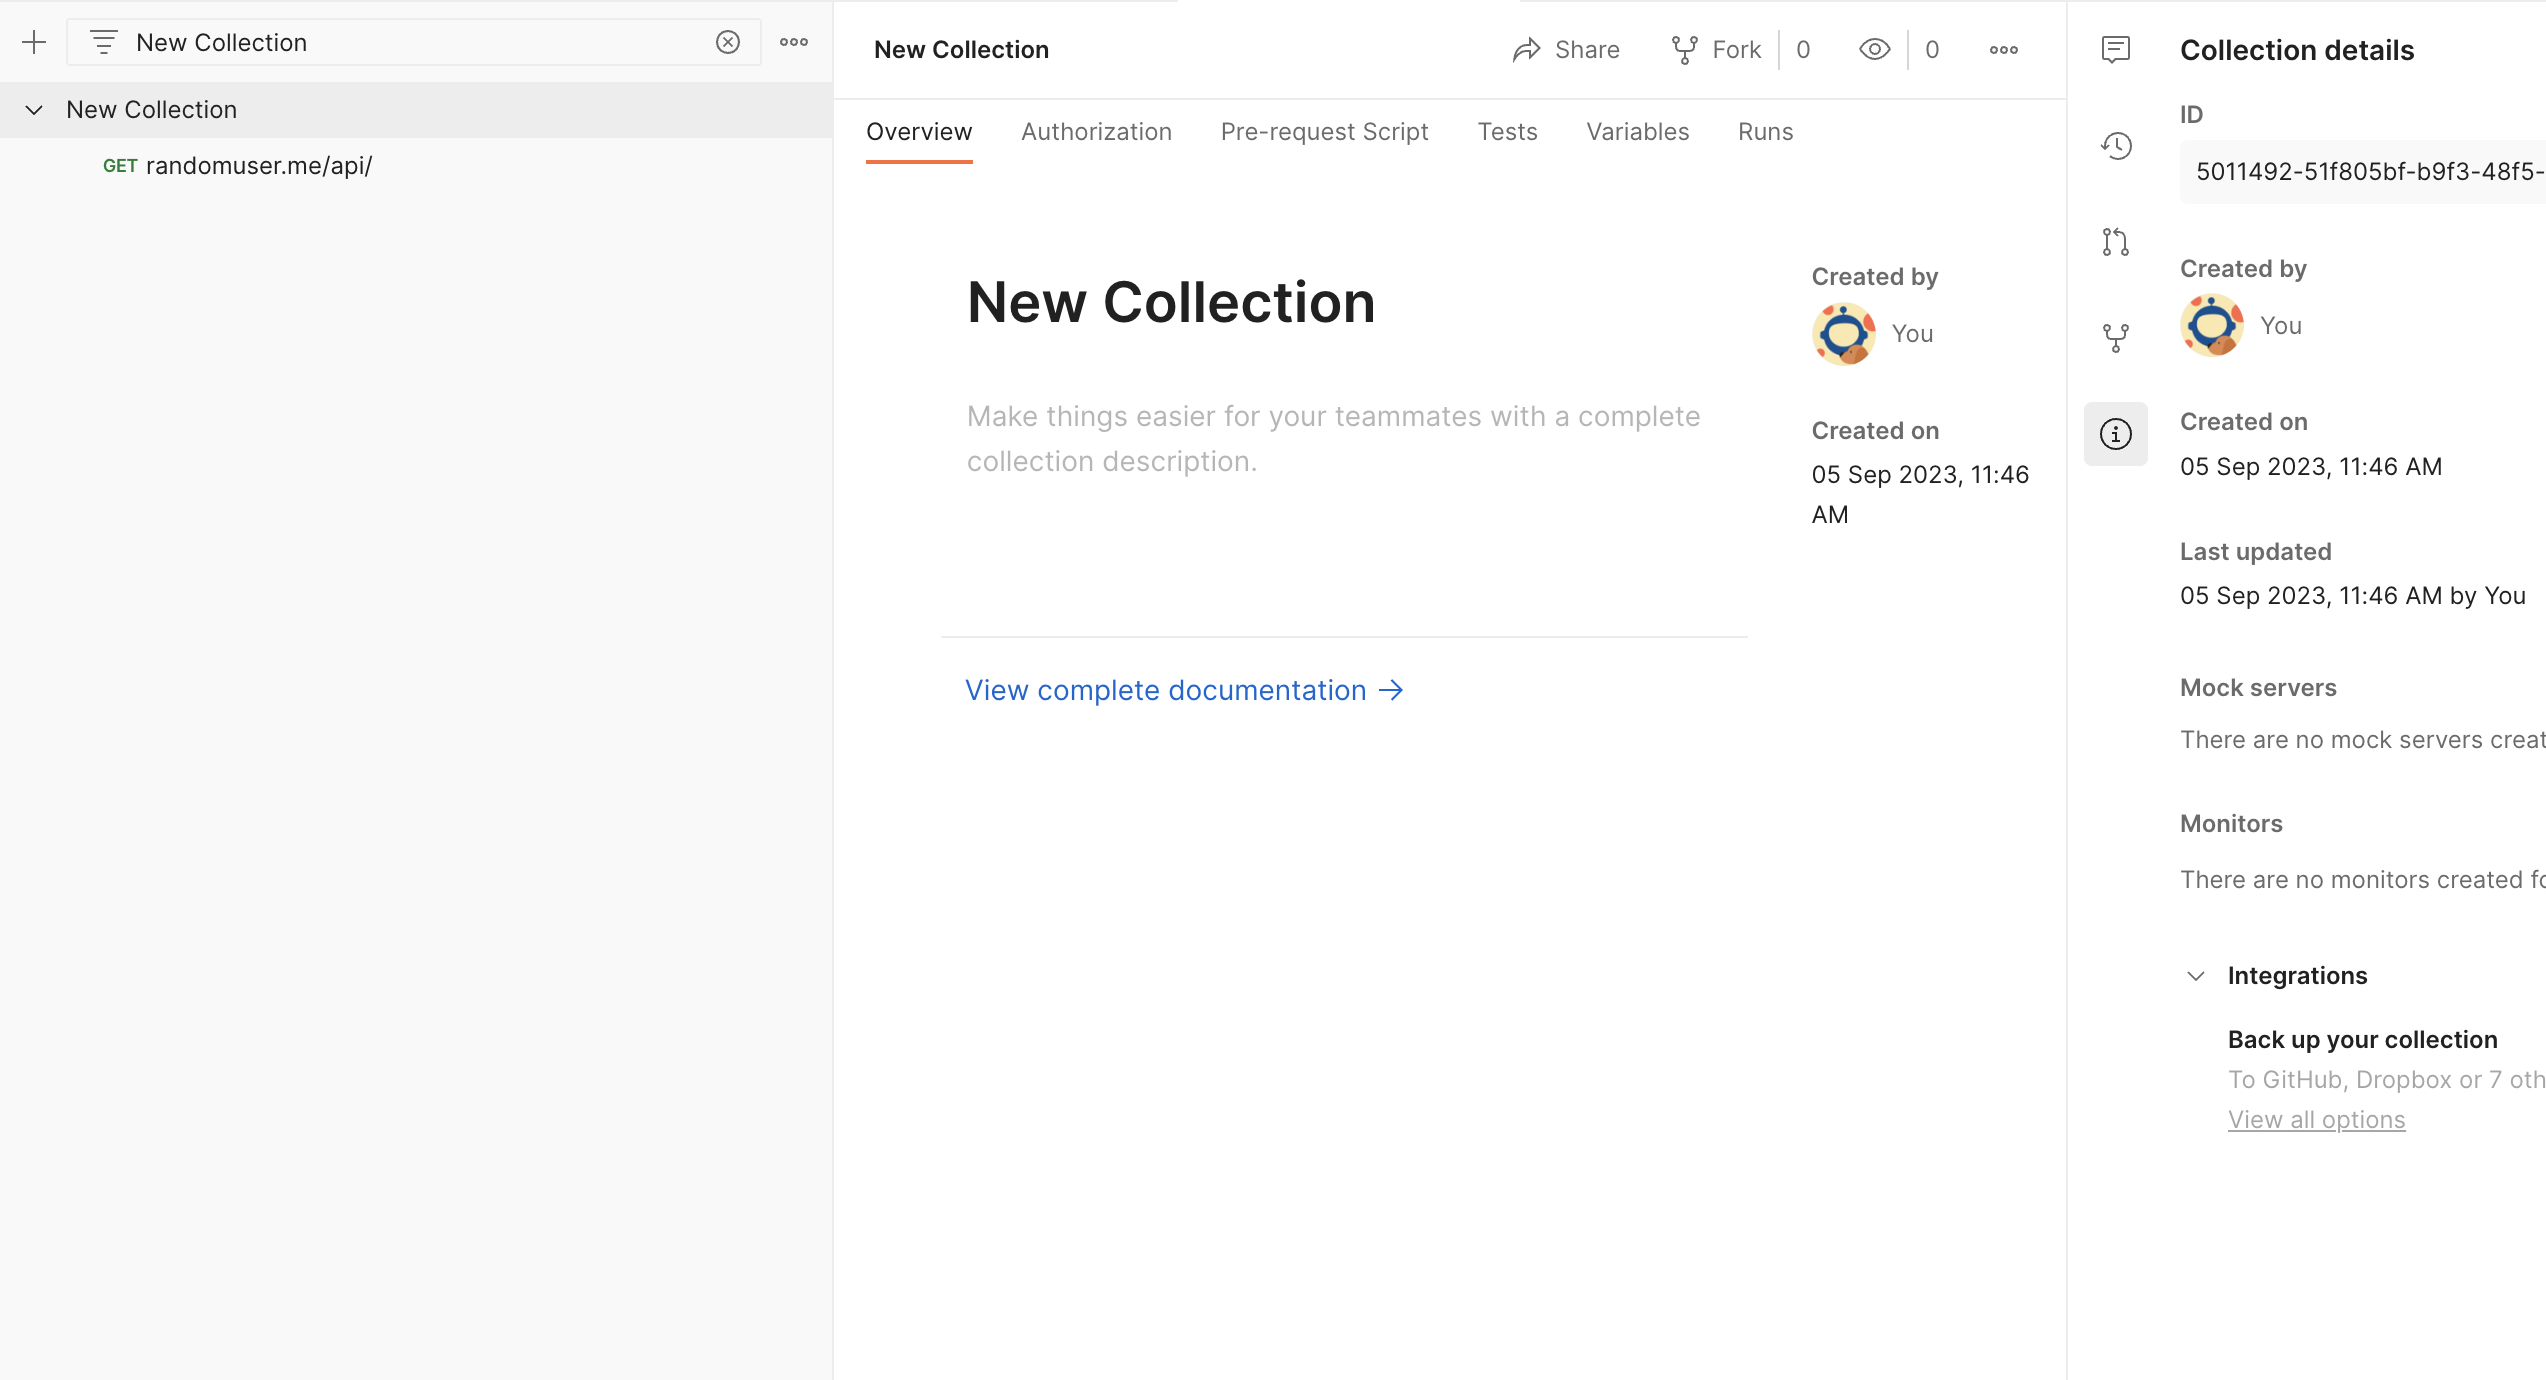 New Collection
New Collection
GET randomuser.me/api/
New Collection
Share
Fork
0
0
Overview
Authorization
Pre-request Script
Tests
Variables
Runs
New Collection
Make things easier for your teammates with a complete
collection description.
View complete documentation →
Created by
You
Created on
05 Sep 2023, 11:46
AM
Collection details
ID
5011492-51f805bf-b9f3-48f5-
Created by
You
Created on
05 Sep 2023, 11:46 AM
Last updated
05 Sep 2023, 11:46 AM by You
Mock servers
There are no mock servers creat
Monitors
There are no monitors created fo
Integrations
Back up your collection
To GitHub, Dropbox or 7 oth
View all options